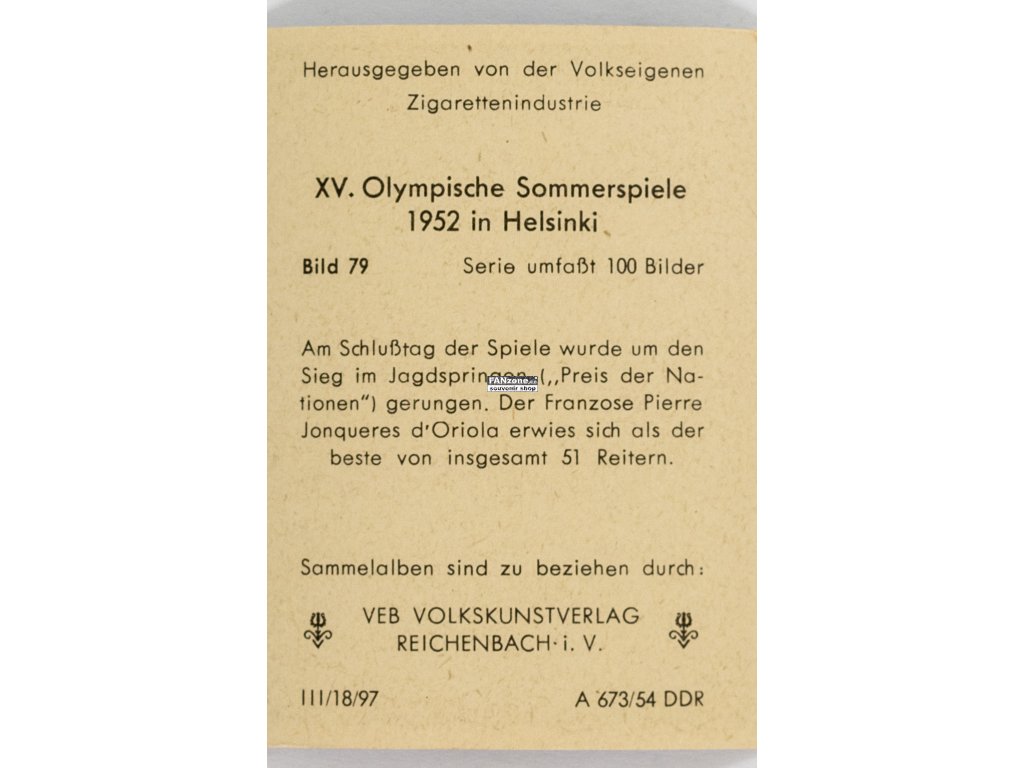 Herausgegeben von der Volkseigenen
Zigarettenindustrie
XV. Olympische Sommerspiele
1952 in Helsinki
Bild 79 Serie umfaßt 100 Bilder
Am Schlußtag der Spiele wurde um den
Sieg im Jagdspringen („Preis der Na-
tionen“) gerungen. Der Franzose Pierre
Jonqueres d'Oriola erwies sich als der
beste von insgesamt 51 Reitern.
FANzone
souvenir shop
Sammelalben sind zu beziehen durch:
VEB VOLKSKUNSTVERLAG
REICHENBACH i. V.
III/18/97 A 673/54 DDR